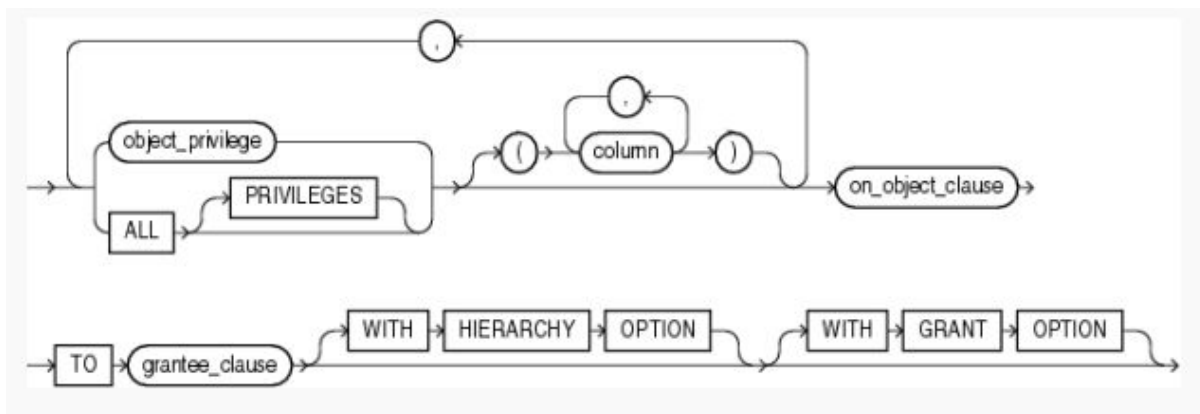 ,
,
object_privilege ( column )
PRIVILEGES on_object_clause
ALL
WITH HIERARCHY OPTION WITH GRANT OPTION
TO grantee_clause